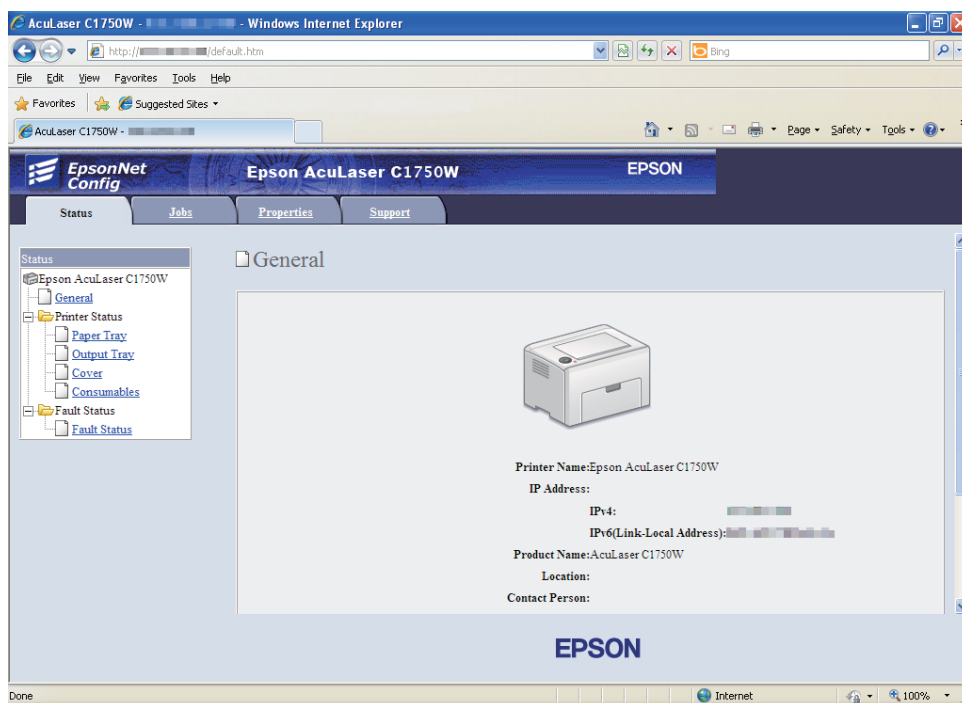 AcuLaser C1750W - - Windows Internet Explorer
http:// /default.htm
Bing
File Edit View Favorites Tools Help
Favorites Suggested Sites
AcuLaser C1750W -
Page Safety Tools
EpsonNet
Config
Epson AcuLaser C1750W
EPSON
Status Jobs Properties Support
Status
Epson AcuLaser C1750W
General
Printer Status
Paper Tray
Output Tray
Cover
Consumables
Fault Status
Fault Status
General
Printer Name:Epson AcuLaser C1750W
IP Address:
IPv4:
IPv6(Link-Local Address):
Product Name:AcuLaser C1750W
Location:
Contact Person:
EPSON
Done
Internet
100%